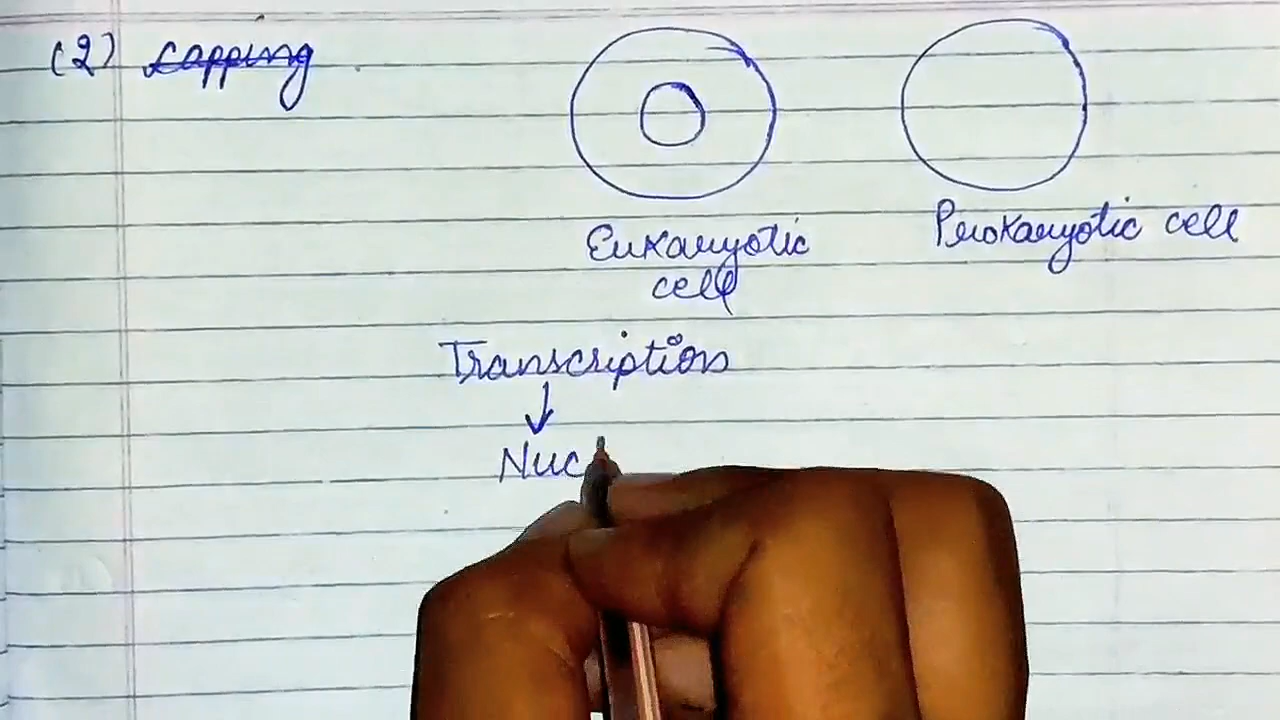 (2) capping
Eukaryotic
cell
Prokaryotic cell
Transcription
Nuc